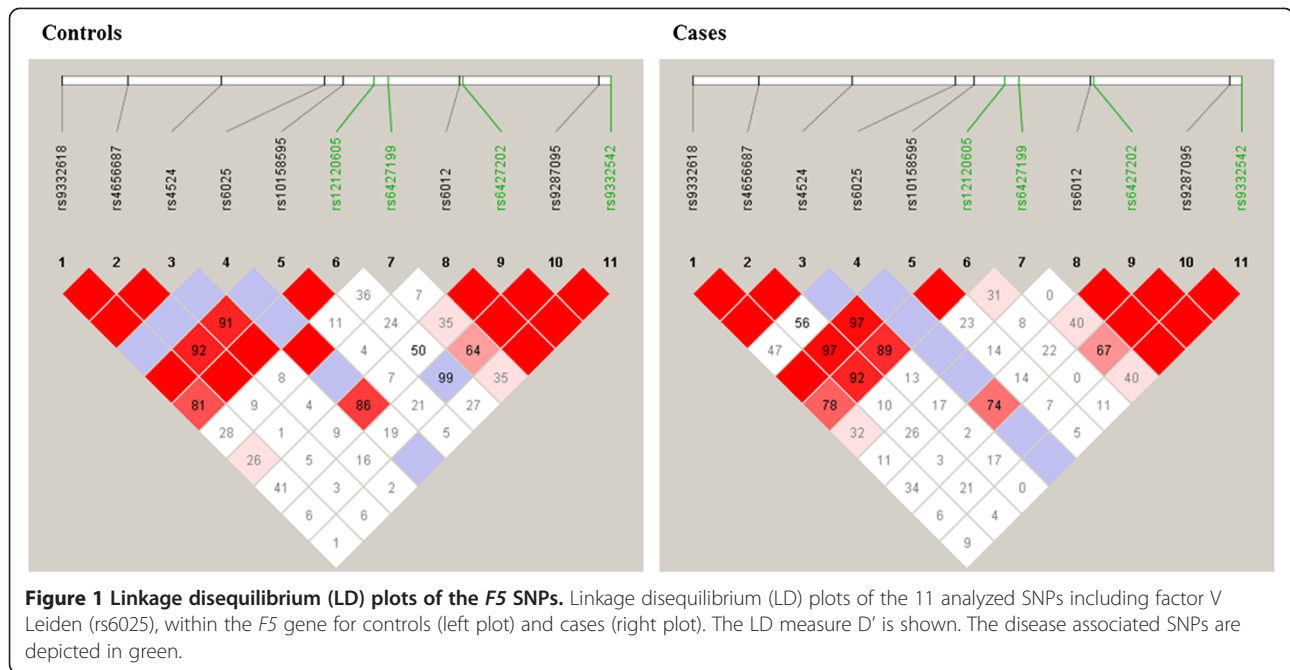 Controls
Cases
rs9332618 rs4656687 rs4524 rs6025 rs10158595 rs12120605 rs6427199 rs6012 rs6427202 rs9287095 rs9332542
1 2 3 4 5 6 7 8 9 10 11
36 7
91 11 24 35
92 4 50 64
8 7 99 35
81 9 4 86 21 27
28 1 9 19 5
26 5 16
41 3 2
6 6
1
rs9332618 rs4656687 rs4524 rs6025 rs10158595 rs12120605 rs6427199 rs6012 rs6427202 rs9287095 rs9332542
1 2 3 4 5 6 7 8 9 10 11
31 0
56 97 23 8 40
47 97 89 14 22 67
92 13 14 0 40
78 10 17 74 7 11
32 26 2 5
11 3 17
34 21 0
6 4
9
Figure 1 Linkage disequilibrium (LD) plots of the F5 SNPs. Linkage disequilibrium (LD) plots of the 11 analyzed SNPs including factor V
Leiden (rs6025), within the F5 gene for controls (left plot) and cases (right plot). The LD measure D’ is shown. The disease associated SNPs are
depicted in green.